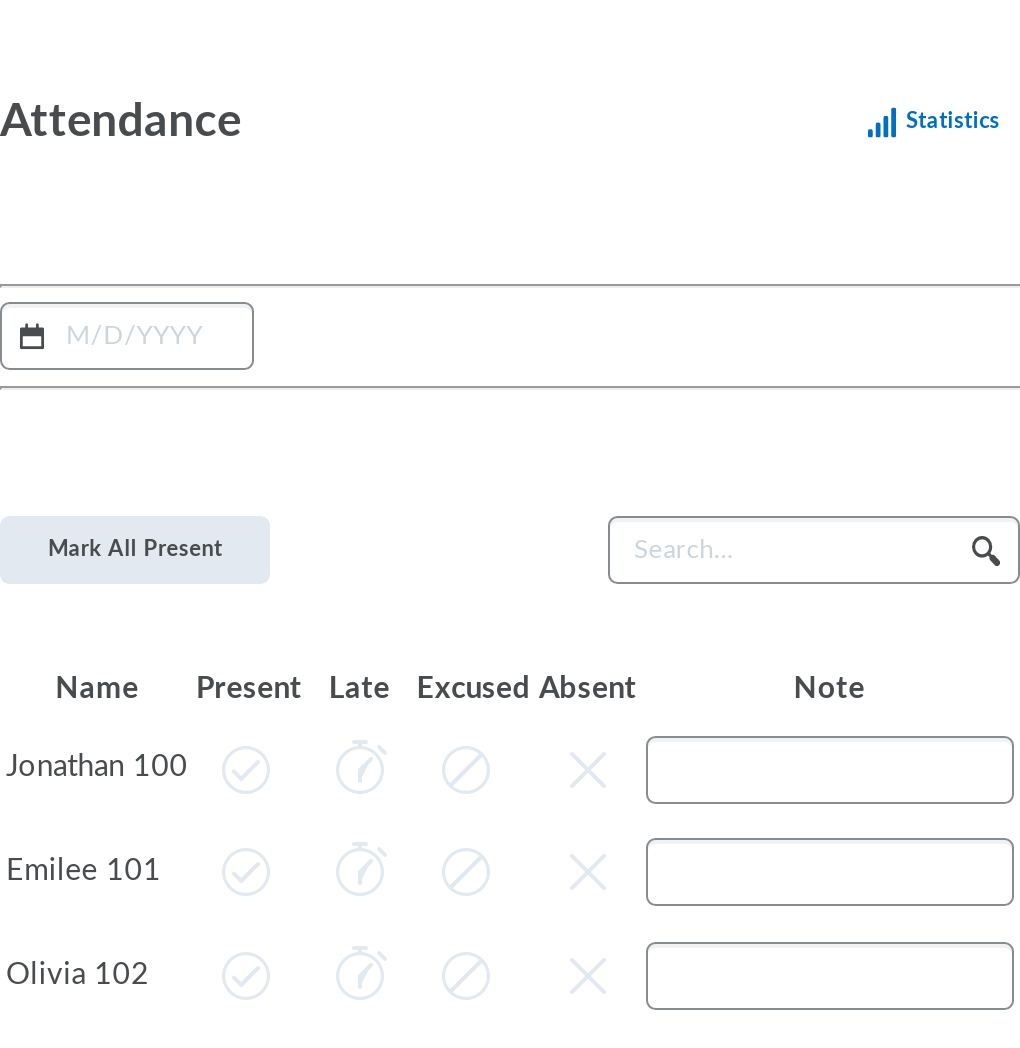 Attendance
Statistics
M/D/YYYY
Mark All Present
Search...
Name Present Late Excused Absent Note
Jonathan 100
Emilee 101
Olivia 102